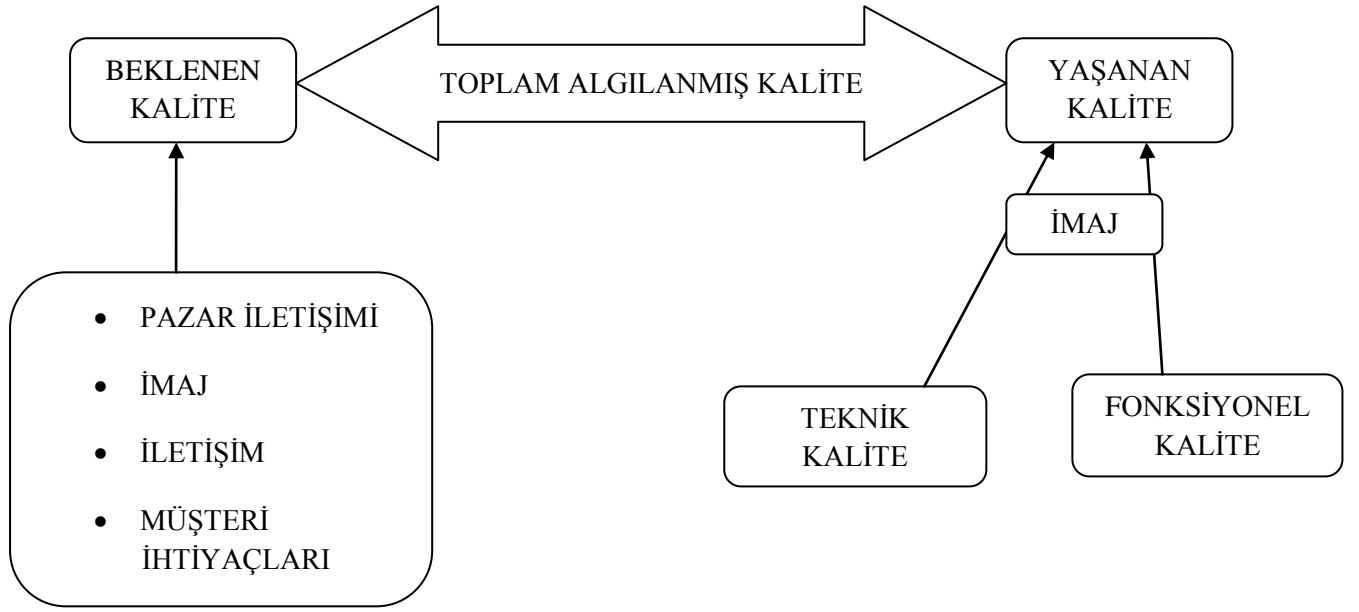 BEKLENEN
KALİTE
TOPLAM ALGILANMIŞ KALİTE
YAŞANAN
KALİTE
İMAJ
• PAZAR İLETİŞİMİ
• İMAJ
• İLETİŞİM
• MÜŞTERİ
İHTİYAÇLARI
TEKNİK
KALİTE
FONKSİYONEL
KALİTE